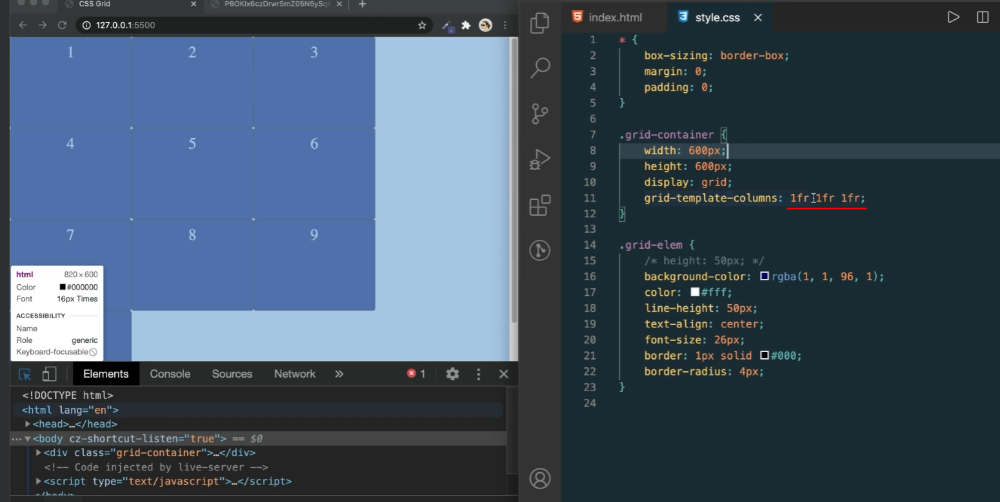 CSS Grid × P6OKIx6czDrwr5mZ05N5ySq × +
127.0.0.1:5500
1 2 3
4 5 6
7 8 9
html 820 × 600
Color #000000
Font 16px Times
ACCESSIBILITY
Name
Role generic
Keyboard-focusable
Elements Console Sources Network » 1
<!DOCTYPE html>
<html lang="en">
<head>…</head>
<body cz-shortcut-listen="true"> == $0
<div class="grid-container">…</div>
<!-- Code injected by live-server -->
<script type="text/javascript">…</script>
</body>
index.html style.css ×
1 * {
2 box-sizing: border-box;
3 margin: 0;
4 padding: 0;
5 }
6
7 .grid-container {
8 width: 600px;
9 height: 600px;
10 display: grid;
11 grid-template-columns: 1fr 1fr 1fr;
12 }
13
14 .grid-elem {
15 /* height: 50px; */
16 background-color: rgba(1, 1, 96, 1);
17 color: #fff;
18 line-height: 50px;
19 text-align: center;
20 font-size: 26px;
21 border: 1px solid #000;
22 border-radius: 4px;
23 }
24